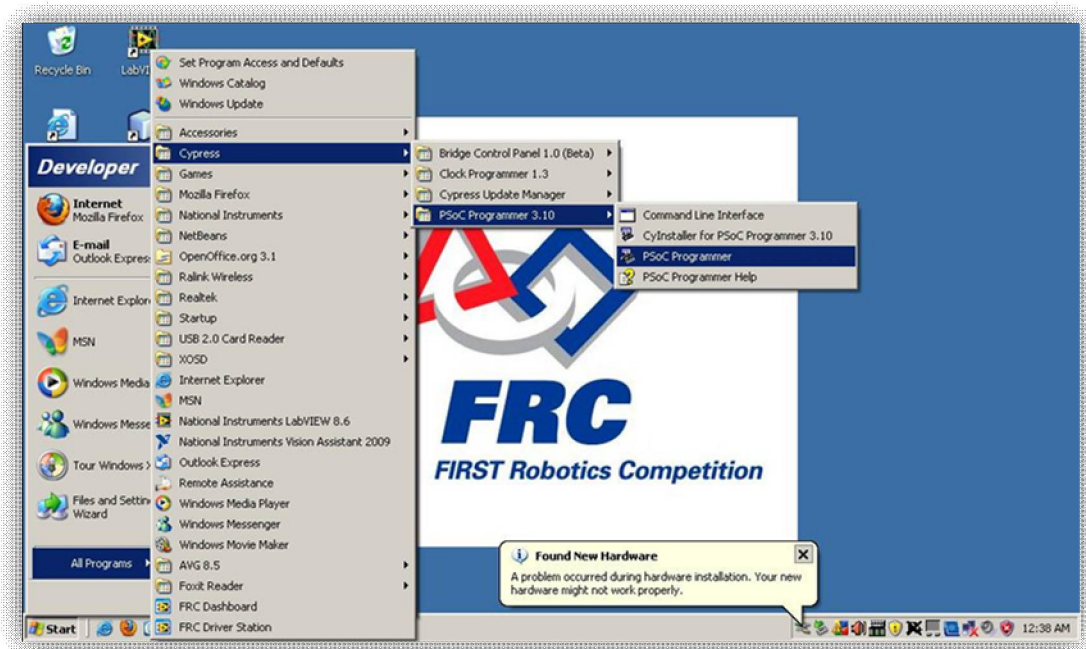 Recycle Bin
LabVI
Developer
Internet
Mozilla Firefox
E-mail
Outlook Express
Internet Explor
MSN
Windows Media
Windows Messe
Tour Windows X
Files and Settin
Wizard
All Programs
Start
Set Program Access and Defaults
Windows Catalog
Windows Update
Accessories
Cypress
Games
Mozilla Firefox
National Instruments
NetBeans
OpenOffice.org 3.1
Ralink Wireless
Realtek
Startup
USB 2.0 Card Reader
XOSD
Internet Explorer
MSN
National Instruments LabVIEW 8.6
National Instruments Vision Assistant 2009
Outlook Express
Remote Assistance
Windows Media Player
Windows Messenger
Windows Movie Maker
AVG 8.5
Foxit Reader
FRC Dashboard
FRC Driver Station
Bridge Control Panel 1.0 (Beta)
Clock Programmer 1.3
Cypress Update Manager
PSoC Programmer 3.10
Command Line Interface
CyInstaller for PSoC Programmer 3.10
PSoC Programmer
PSoC Programmer Help
FRC
FIRST Robotics Competition
Found New Hardware
A problem occurred during hardware installation. Your new
hardware might not work properly.
12:38 AM